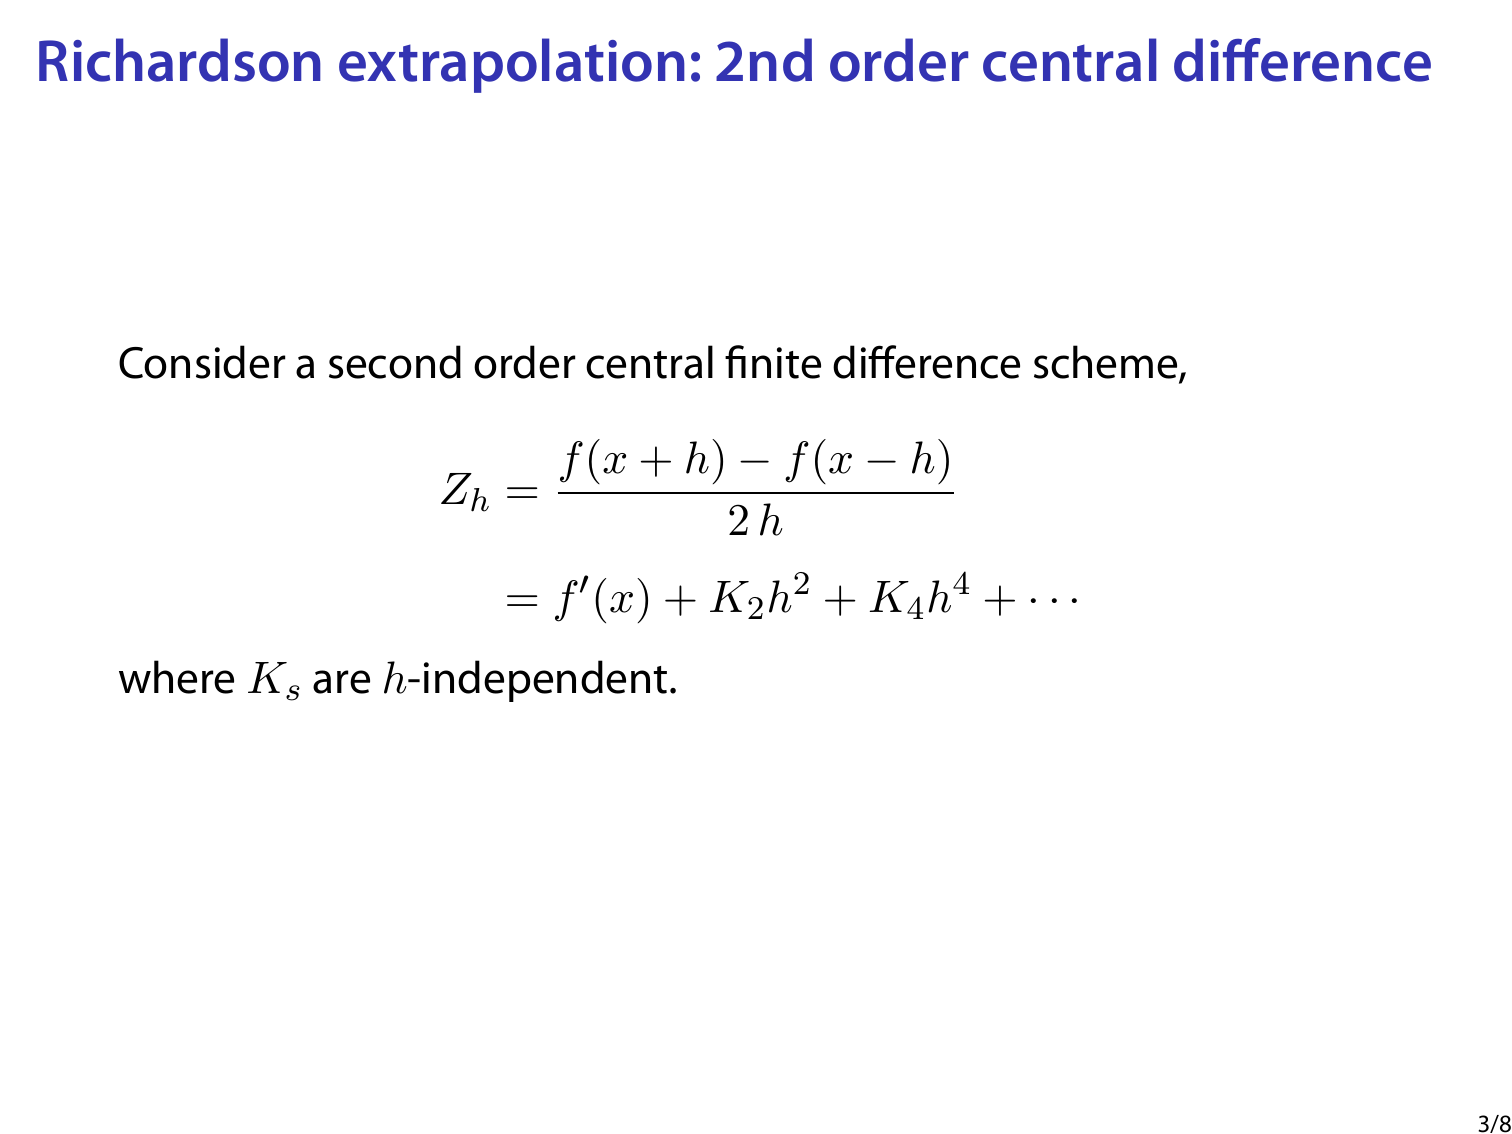 Richardson extrapolation: 2nd order central difference
Consider a second order central finite difference scheme,
Z_h = \frac{f(x + h) − f(x − h)}{2 h}
= f′(x) + K_2h^2 + K_4h^4 + ···
where K_s are h-independent.
3/8